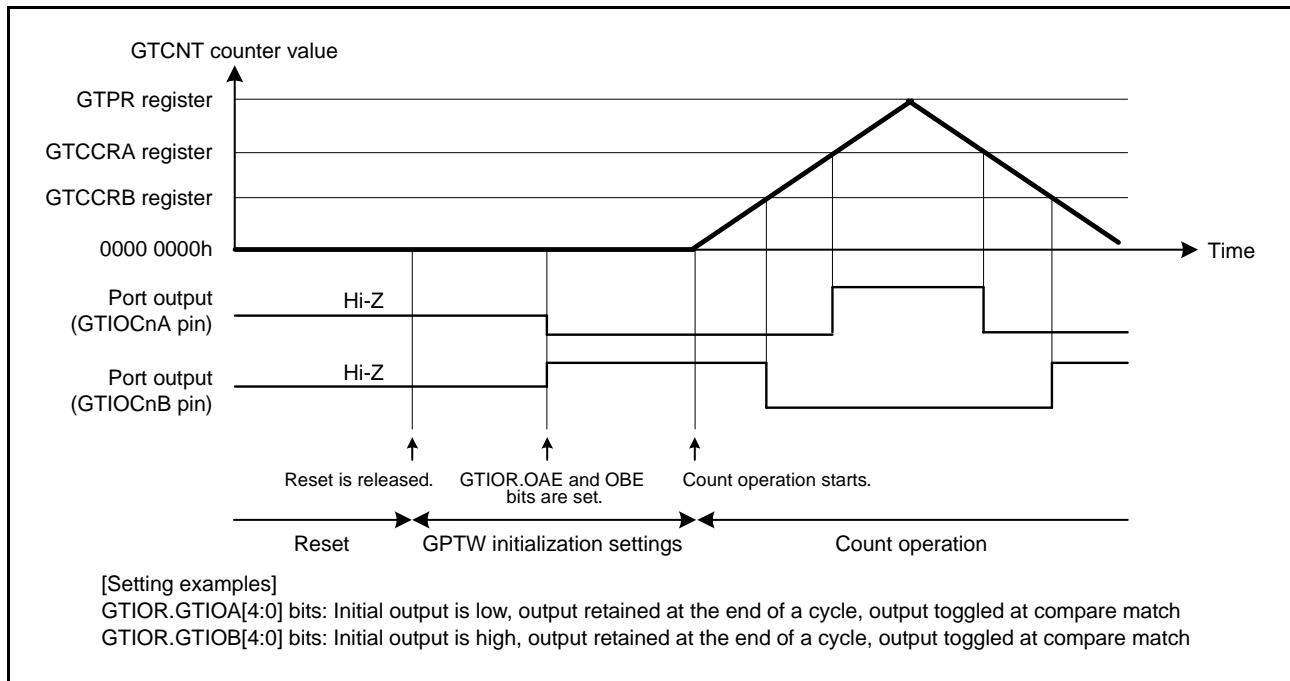 GTCNT counter value
GTPR register
GTCCRA register
GTCCRB register
0000 0000h
Time
Port output
(GTIOCnA pin)
Hi-Z
Port output
(GTIOCnB pin)
Hi-Z
Reset is released.
GTIOR.OAE and OBE
bits are set.
Count operation starts.
Reset
GPTW initialization settings
Count operation
[Setting examples]
GTIOR.GTIOA[4:0] bits: Initial output is low, output retained at the end of a cycle, output toggled at compare match
GTIOR.GTIOB[4:0] bits: Initial output is high, output retained at the end of a cycle, output toggled at compare match